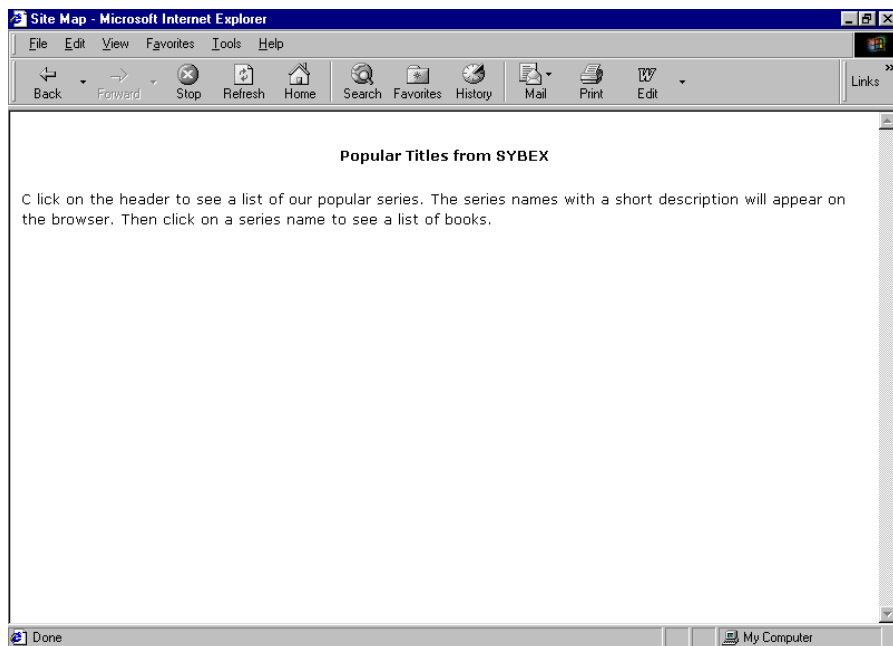 Site Map - Microsoft Internet Explorer
File Edit View Favorites Tools Help
Back Forward Stop Refresh Home Search Favorites History Mail Print Edit Links »
Popular Titles from SYBEX
C lick on the header to see a list of our popular series. The series names with a short description will appear on
the browser. Then click on a series name to see a list of books.
Done My Computer